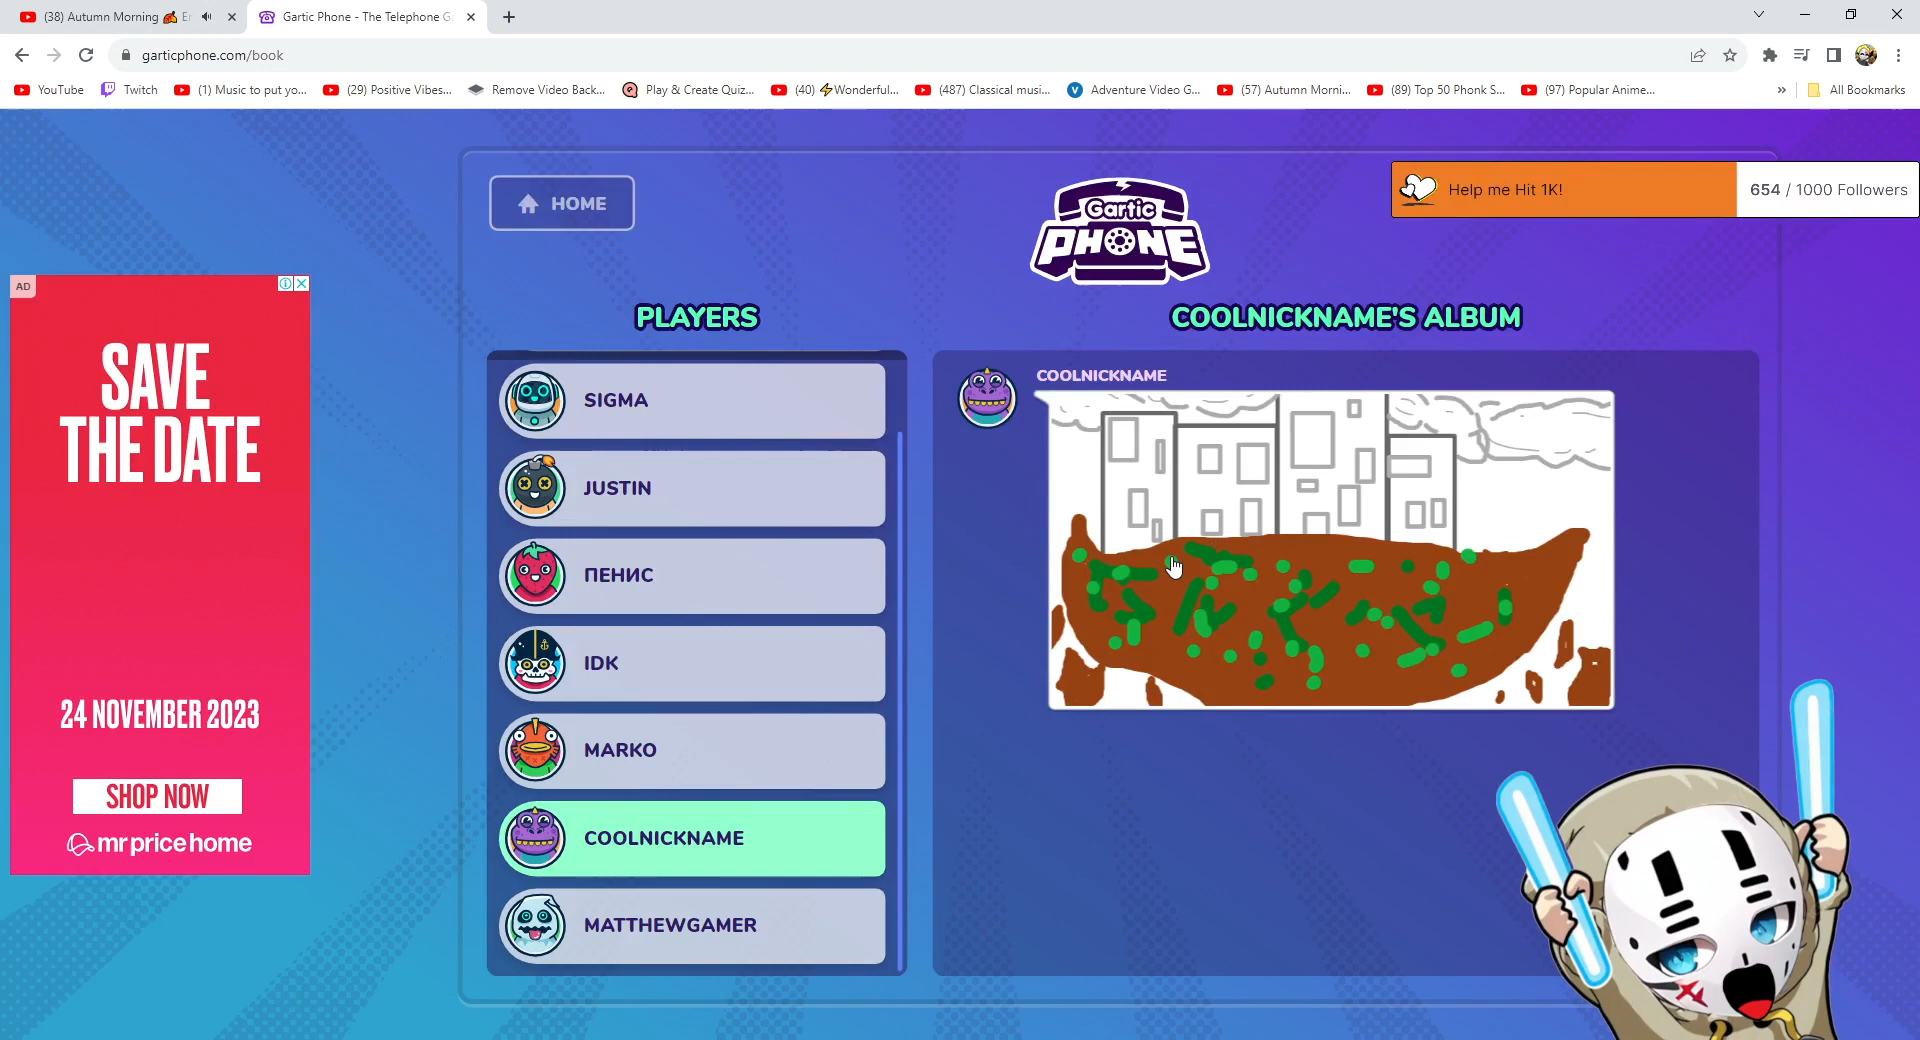 (38) Autumn Morning 🍂 Er
Gartic Phone - The Telephone G
garticphone.com/book
YouTube
Twitch
(1) Music to put yo...
(29) Positive Vibes...
Remove Video Back...
Play & Create Quiz...
(40) ⚡Wonderful...
(487) Classical musi...
Adventure Video G...
(57) Autumn Morni...
(89) Top 50 Phonk S...
(97) Popular Anime...
»
All Bookmarks
HOME
Gartic
PHONE
Help me Hit 1K!
654 / 1000 Followers
AD
SAVE
THE DATE
24 NOVEMBER 2023
SHOP NOW
mr price home
PLAYERS
SIGMA
JUSTIN
ПЕНИС
IDK
MARKO
COOLNICKNAME
MATTHEWGAMER
COOLNICKNAME'S ALBUM
COOLNICKNAME